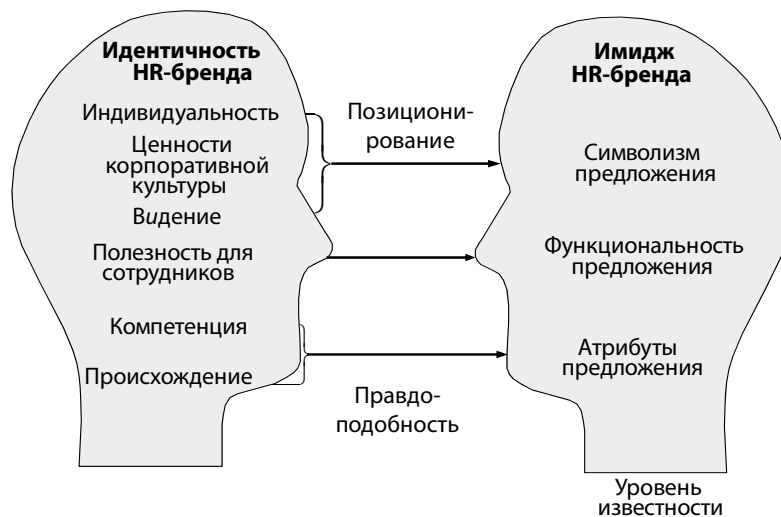 Идентичность
HR-бренда
Индивидуальность
Ценности
корпоративной
культуры
Видение
Полезность для
сотрудников
Компетенция
Происхождение
Позициони-
рование
Правдо-
подобность
Имидж
HR-бренда
Символизм
предложения
Функциональность
предложения
Атрибуты
предложения
Уровень
известности